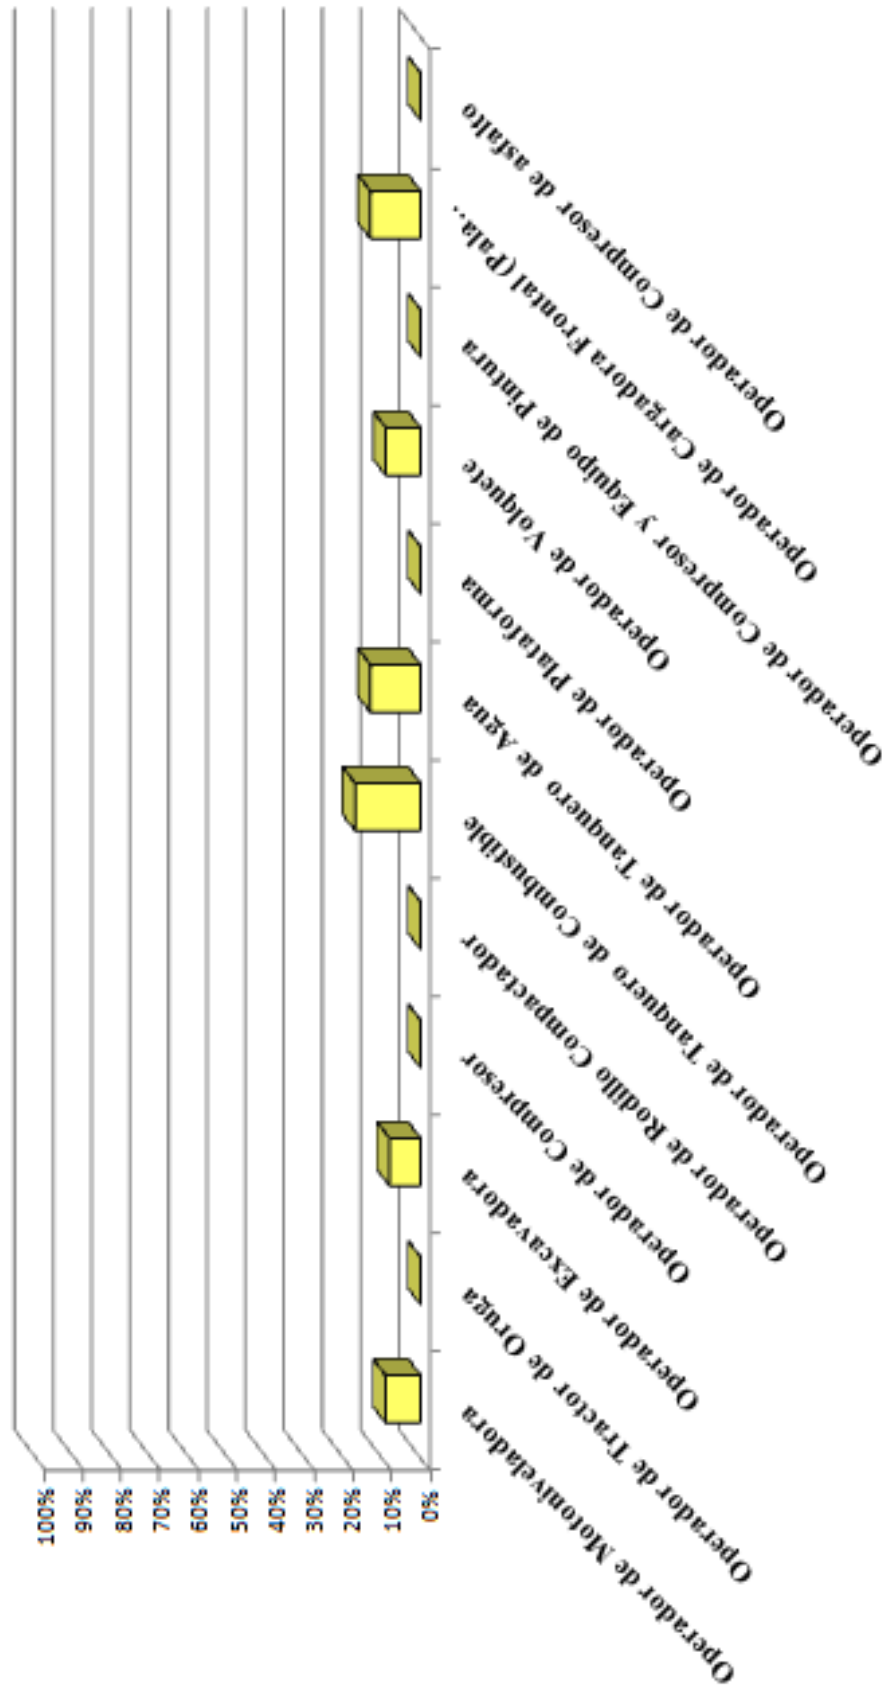 100%
90%
80%
70%
60%
50%
40%
30%
20%
10%
0%
Operador de Motoniveladora
Operador de Tractor de Oruga
Operador de Excavadora
Operador de Compresor
Operador de Rodillo Compactador
Operador de Tanquero de Combustible
Operador de Tanquero de Agua
Operador de Plataforma
Operador de Volquete
Operador de Compresor y Equipo de Pintura
Operador de Cargadora Frontal (Pala…
Operador de Compresor de asfalto